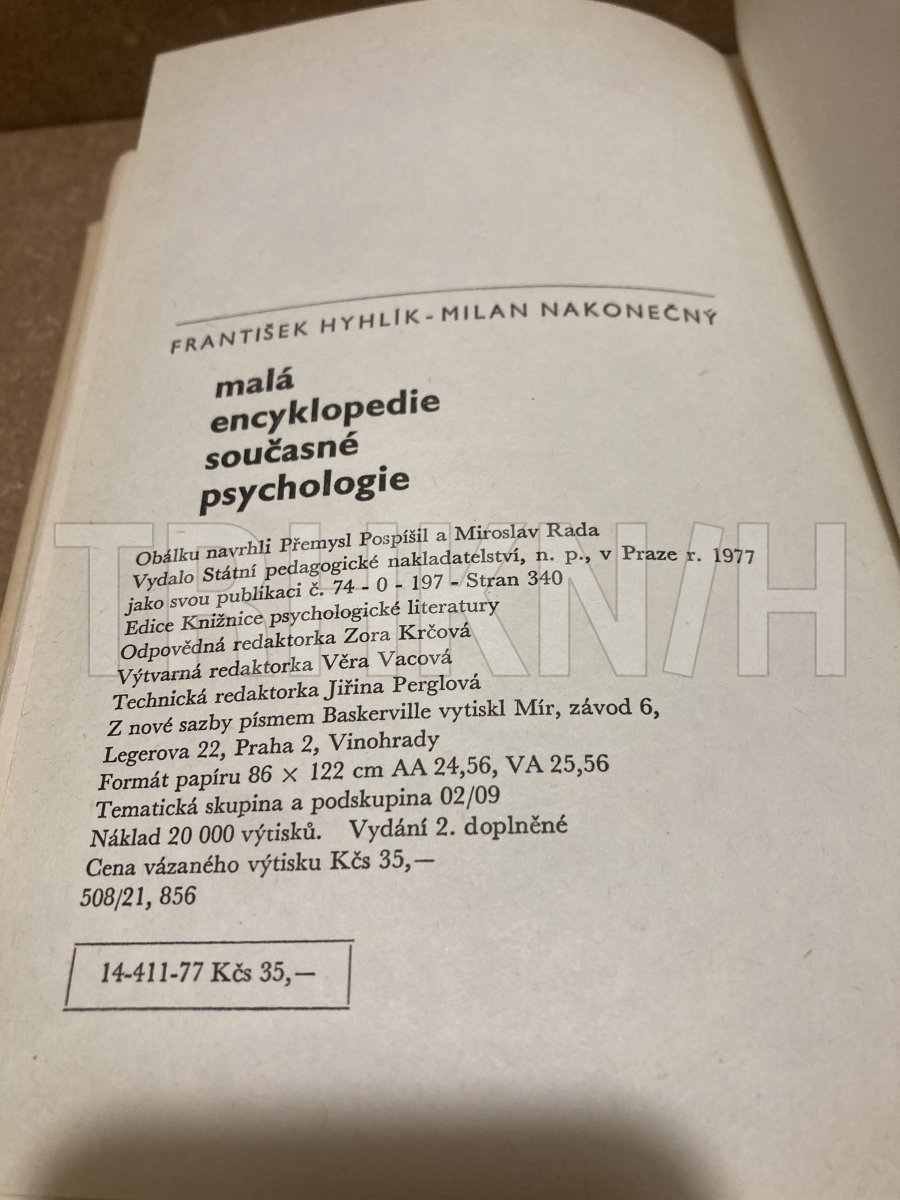 FRANTIŠEK HYHLÍK - MILAN NAKONEČNÝ
malá
encyklopedie
současné
psychologie
Obálku navrhli Přemysl Pospíšil a Miroslav Rada
Vydalo Státní pedagogické nakladatelství, n. p., v Praze r. 1977
jako svou publikaci č. 74 - 0 - 197 - Stran 340
Edice Knižnice psychologické literatury
Odpovědná redaktorka Zora Krčová
Výtvarná redaktorka Věra Vacová
Technická redaktorka Jiřina Perglová
Z nové sazby písmem Baskerville vytiskl Mír, závod 6,
Legerova 22, Praha 2, Vinohrady
Formát papíru 86 × 122 cm AA 24,56, VA 25,56
Tematická skupina a podskupina 02/09
Náklad 20 000 výtisků. Vydání 2. doplněné
Cena vázaného výtisku Kčs 35,—
508/21, 856
14-411-77 Kčs 35,—
TRHKN/H